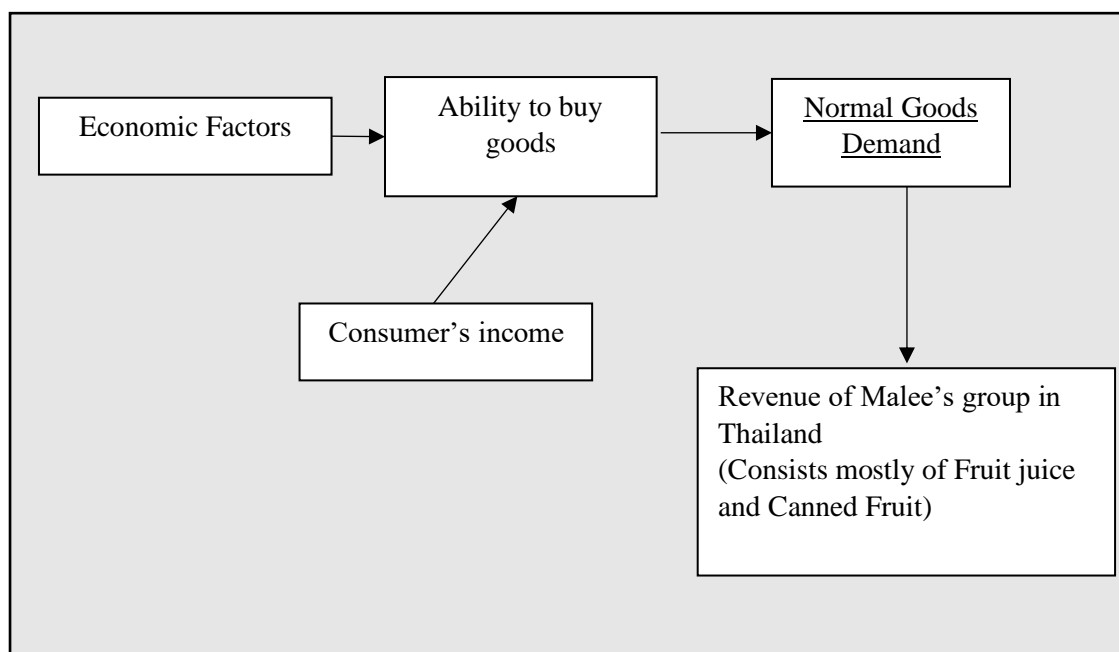 Economic Factors
Ability to buy
goods
Normal Goods
Demand
Consumer’s income
Revenue of Malee’s group in
Thailand
(Consists mostly of Fruit juice
and Canned Fruit)